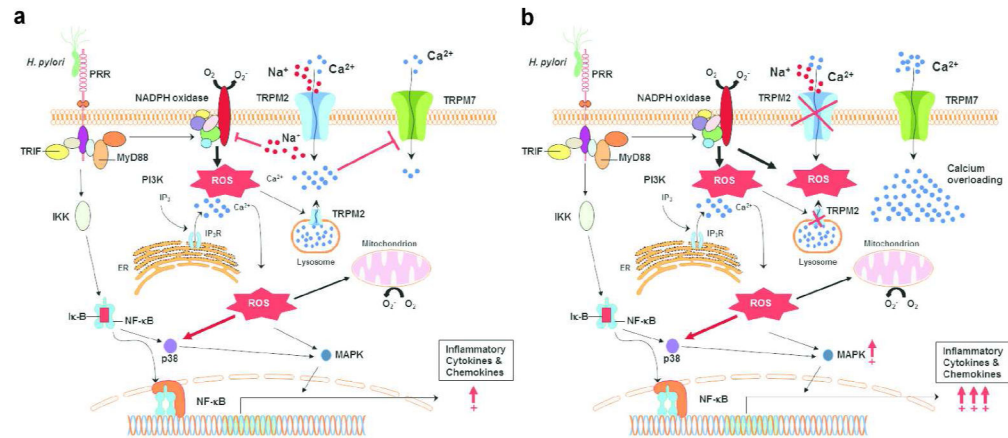 a
H. pylori
PRR
O₂ O₂⁻
NADPH oxidase
Na⁺
Ca²⁺
TRPM2
Ca²⁺
TRPM7
TRIF
MyD88
Na⁺
PI3K
ROS
Ca²⁺
IKK
IP₃
Ca²⁺
IP₃R
TRPM2
Lysosome
ER
Mitochondrion
O₂⁻ O₂
ROS
Iκ-B
NF-κB
p38
MAPK
Inflammatory
Cytokines &
Chemokines
+
NF-κB
b
H. pylori
PRR
O₂ O₂⁻
NADPH oxidase
Na⁺
Ca²⁺
TRPM2
Ca²⁺
TRPM7
TRIF
MyD88
PI3K
ROS
ROS
Calcium
overloading
IKK
IP₃
Ca²⁺
IP₃R
TRPM2
Lysosome
ER
Mitochondrion
O₂⁻ O₂
ROS
Iκ-B
NF-κB
p38
MAPK
+
Inflammatory
Cytokines &
Chemokines
+ + +
NF-κB